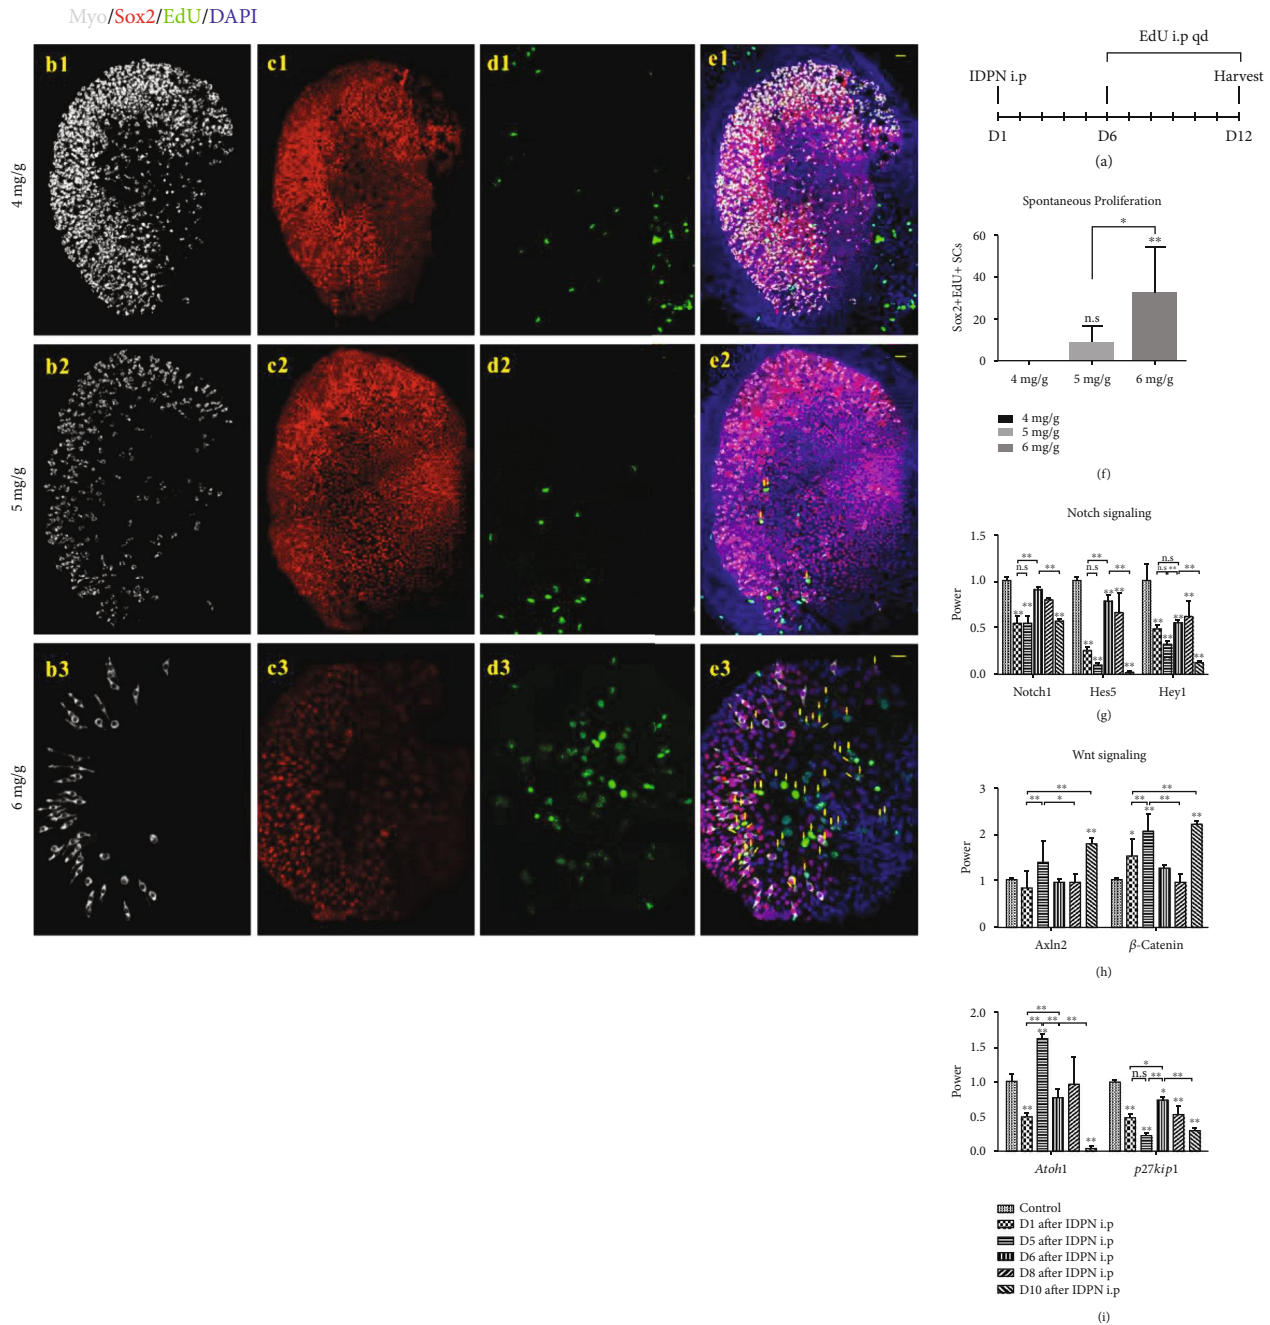 Myo/Sox2/EdU/DAPI
b1
c1
d1
e1
4 mg/g
b2
c2
d2
e2
5 mg/g
b3
c3
d3
e3
6 mg/g
EdU i.p qd
IDPN i.p
Harvest
D1
D6
D12
(a)
Spontaneous Proliferation
Sox2+EdU+ SCs
60
40
20
0
n.s
*
**
4 mg/g
5 mg/g
6 mg/g
4 mg/g
5 mg/g
6 mg/g
(f)
Notch signaling
Power
1.5
1.0
0.5
0.0
**
n.s
**
** **
**
**
n.s
**
**
**
** **
**
n.s
n.s **
**
**
**
**
**
**
Notch1
Hes5
Hey1
(g)
Wnt signaling
Power
3
2
1
0
**
** *
**
**
** **
*
**
**
Axln2
β-Catenin
(h)
Power
2.0
1.5
1.0
0.5
0.0
**
** ** **
**
**
**
*
n.s ** **
**
**
*
**
**
Atoh1
p27kip1
Control
D1 after IDPN i.p
D5 after IDPN i.p
D6 after IDPN i.p
D8 after IDPN i.p
D10 after IDPN i.p
(i)